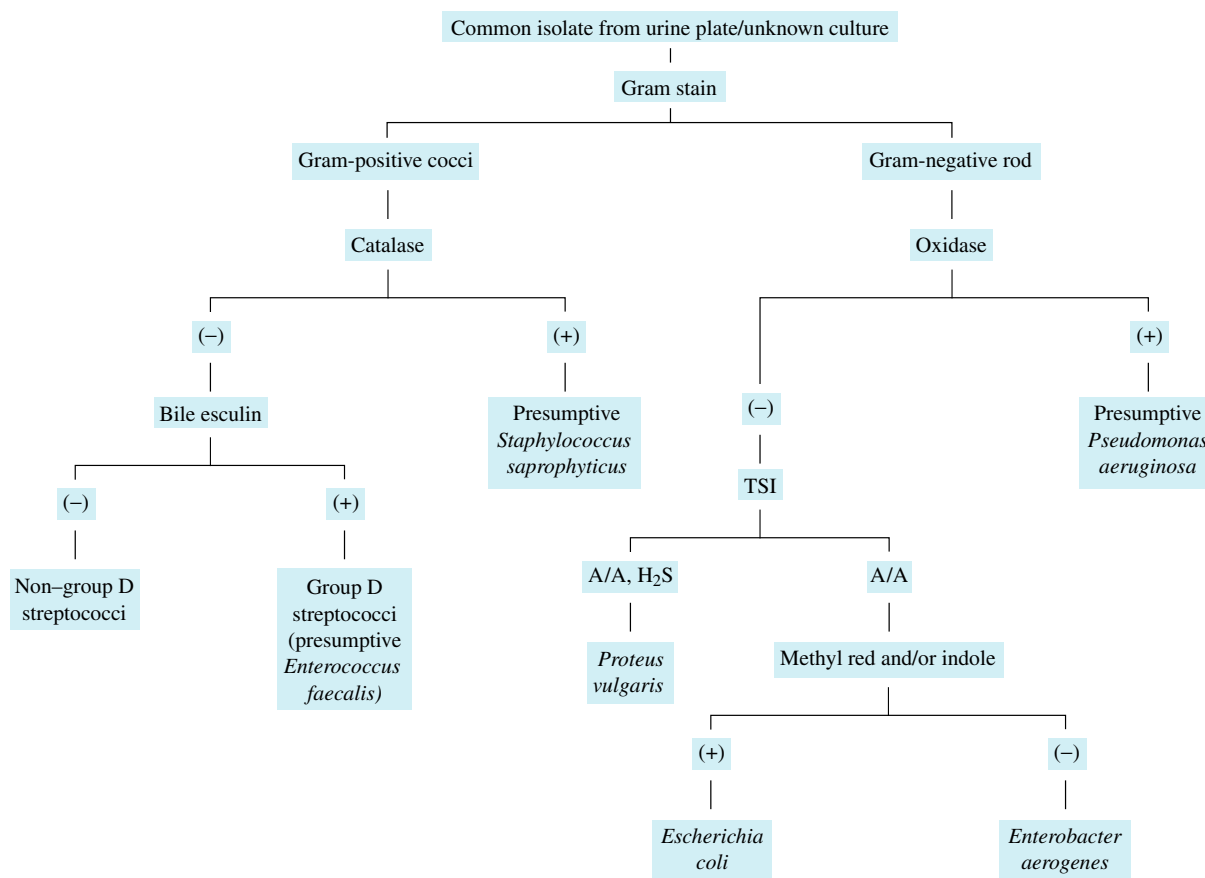 Common isolate from urine plate/unknown culture
Gram stain
Gram-positive cocci
Gram-negative rod
Catalase
Oxidase
(−)
(+)
(+)
Bile esculin
Presumptive
Staphylococcus
saprophyticus
(−)
Presumptive
Pseudomonas
aeruginosa
TSI
(−)
(+)
Non–group D
streptococci
Group D
streptococci
(presumptive
Enterococcus
faecalis)
A/A, H₂S
A/A
Proteus
vulgaris
Methyl red and/or indole
(+)
(−)
Escherichia
coli
Enterobacter
aerogenes